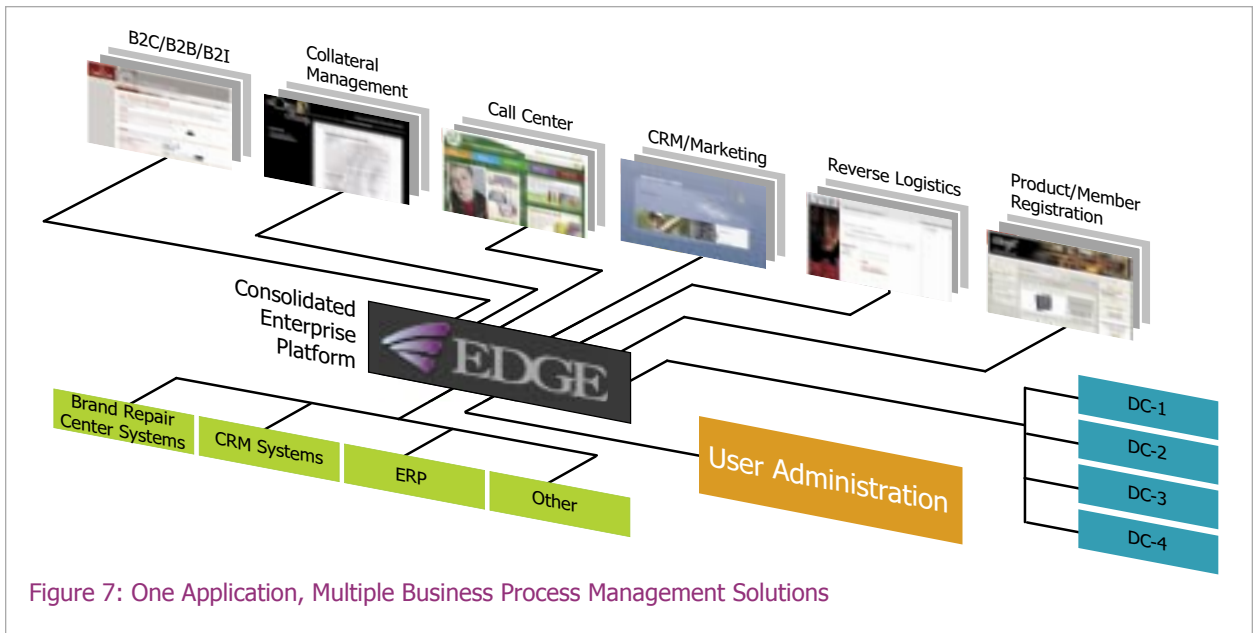 B2C/B2B/B2I
Collateral
Management
Call Center
CRM/Marketing
Reverse Logistics
Product/Member
Registration
Consolidated
Enterprise
Platform
EDGE
Brand Repair
Center Systems
CRM Systems
ERP
Other
User Administration
DC-1
DC-2
DC-3
DC-4
Figure 7: One Application, Multiple Business Process Management Solutions